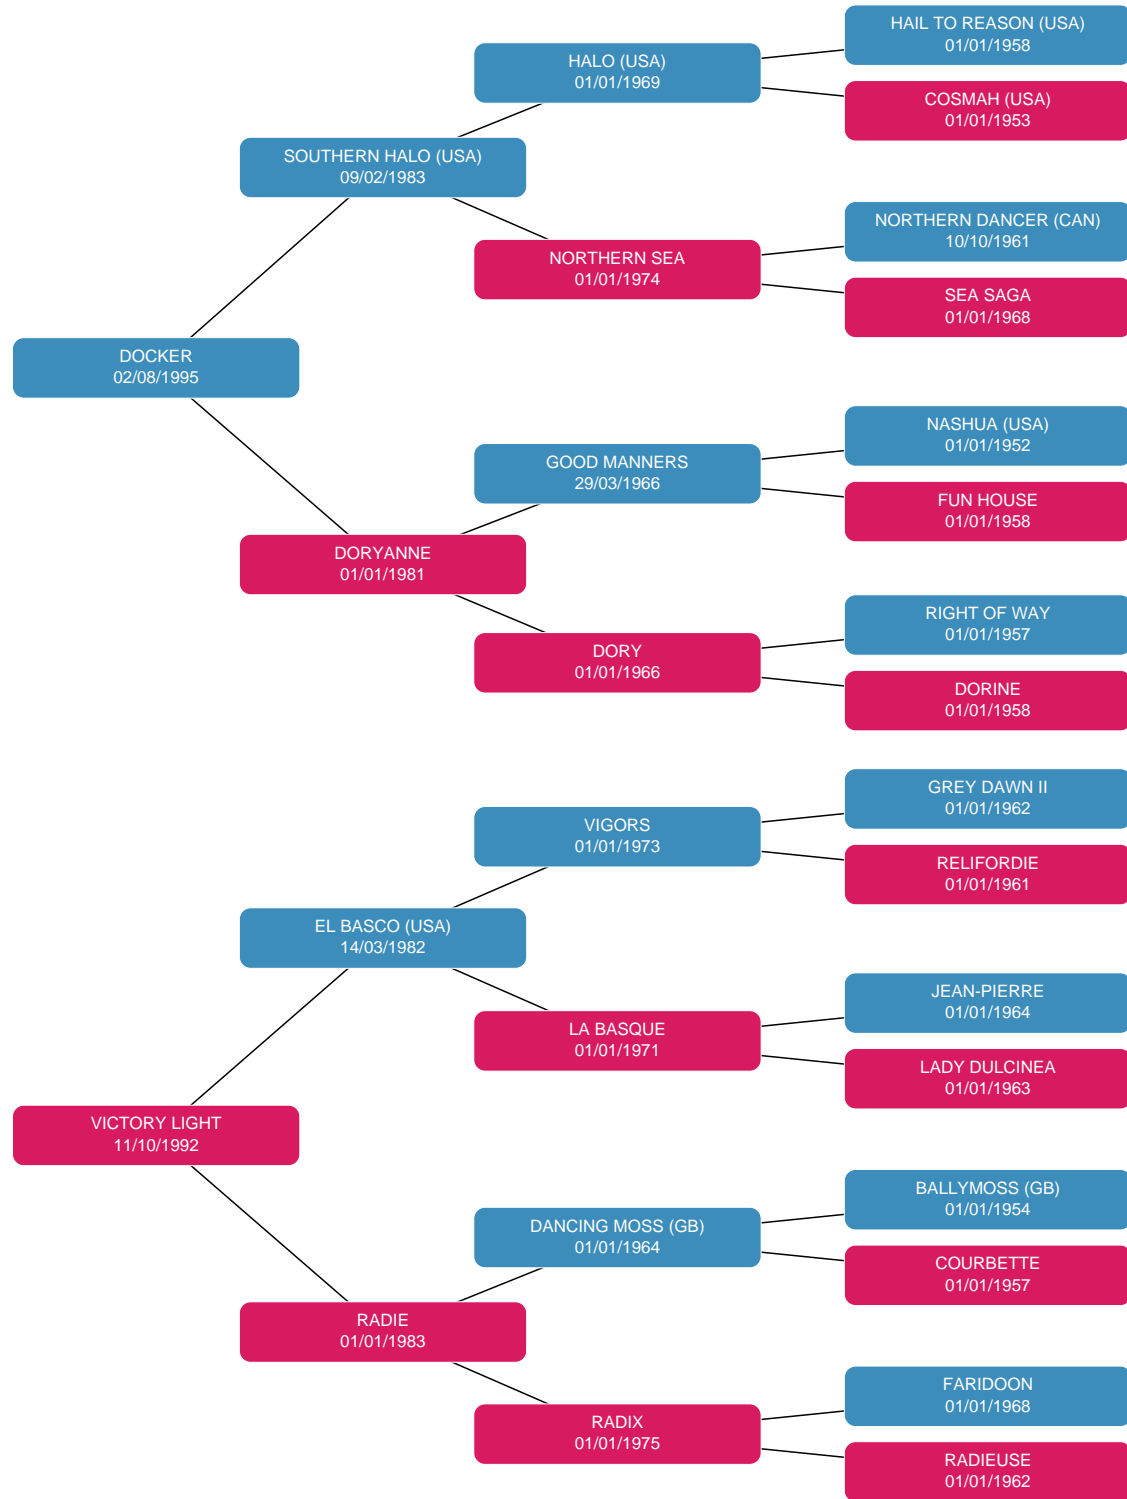 HAIL TO REASON (USA)
01/01/1958
HALO (USA)
01/01/1969
COSMAH (USA)
01/01/1953
SOUTHERN HALO (USA)
09/02/1983
NORTHERN DANCER (CAN)
10/10/1961
NORTHERN SEA
01/01/1974
SEA SAGA
01/01/1968
DOCKER
02/08/1995
NASHUA (USA)
01/01/1952
GOOD MANNERS
29/03/1966
FUN HOUSE
01/01/1958
DORYANNE
01/01/1981
RIGHT OF WAY
01/01/1957
DORY
01/01/1966
DORINE
01/01/1958
GREY DAWN II
01/01/1962
VIGORS
01/01/1973
RELIFORDIE
01/01/1961
EL BASCO (USA)
14/03/1982
JEAN-PIERRE
01/01/1964
LA BASQUE
01/01/1971
LADY DULCINEA
01/01/1963
VICTORY LIGHT
11/10/1992
BALLYMOSS (GB)
01/01/1954
DANCING MOSS (GB)
01/01/1964
COURBETTE
01/01/1957
RADIE
01/01/1983
FARIDOON
01/01/1968
RADIX
01/01/1975
RADIEUSE
01/01/1962